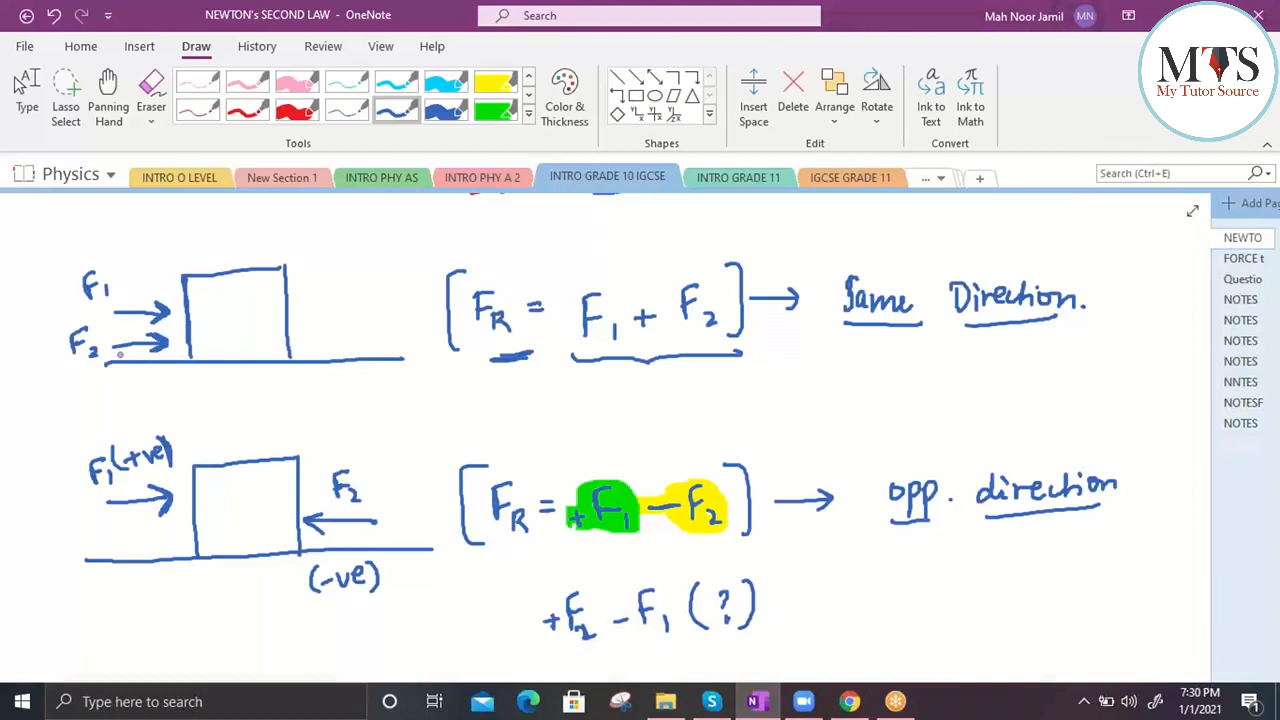 NEWTON's SECOND LAW - OneNote
Search
Mah Noor Jamil MN
File Home Insert Draw History Review View Help
MTS
My Tutor Source
Type
Lasso Select
Panning Hand
Eraser
Color & Thickness
Insert Space
Delete
Arrange
Rotate
Ink to Text
Ink to Math
Tools
Shapes
Edit
Convert
Physics
INTRO O LEVEL
New Section 1
INTRO PHY AS
INTRO PHY A 2
INTRO GRADE 10 IGCSE
INTRO GRADE 11
IGCSE GRADE 11
...
Search (Ctrl+E)
Add Pag
NEWTO
FORCE t
Questio
NOTES
NOTES
NOTES
NOTES
NNTES
NOTESF
NOTES
F1
F2
[FR = F1 + F2] → Same Direction.
F1 (+ve)
F2
(-ve)
[FR = +F1 - F2] → opp. direction
+F2 - F1 (?)
Type here to search
7:30 PM
1/1/2021